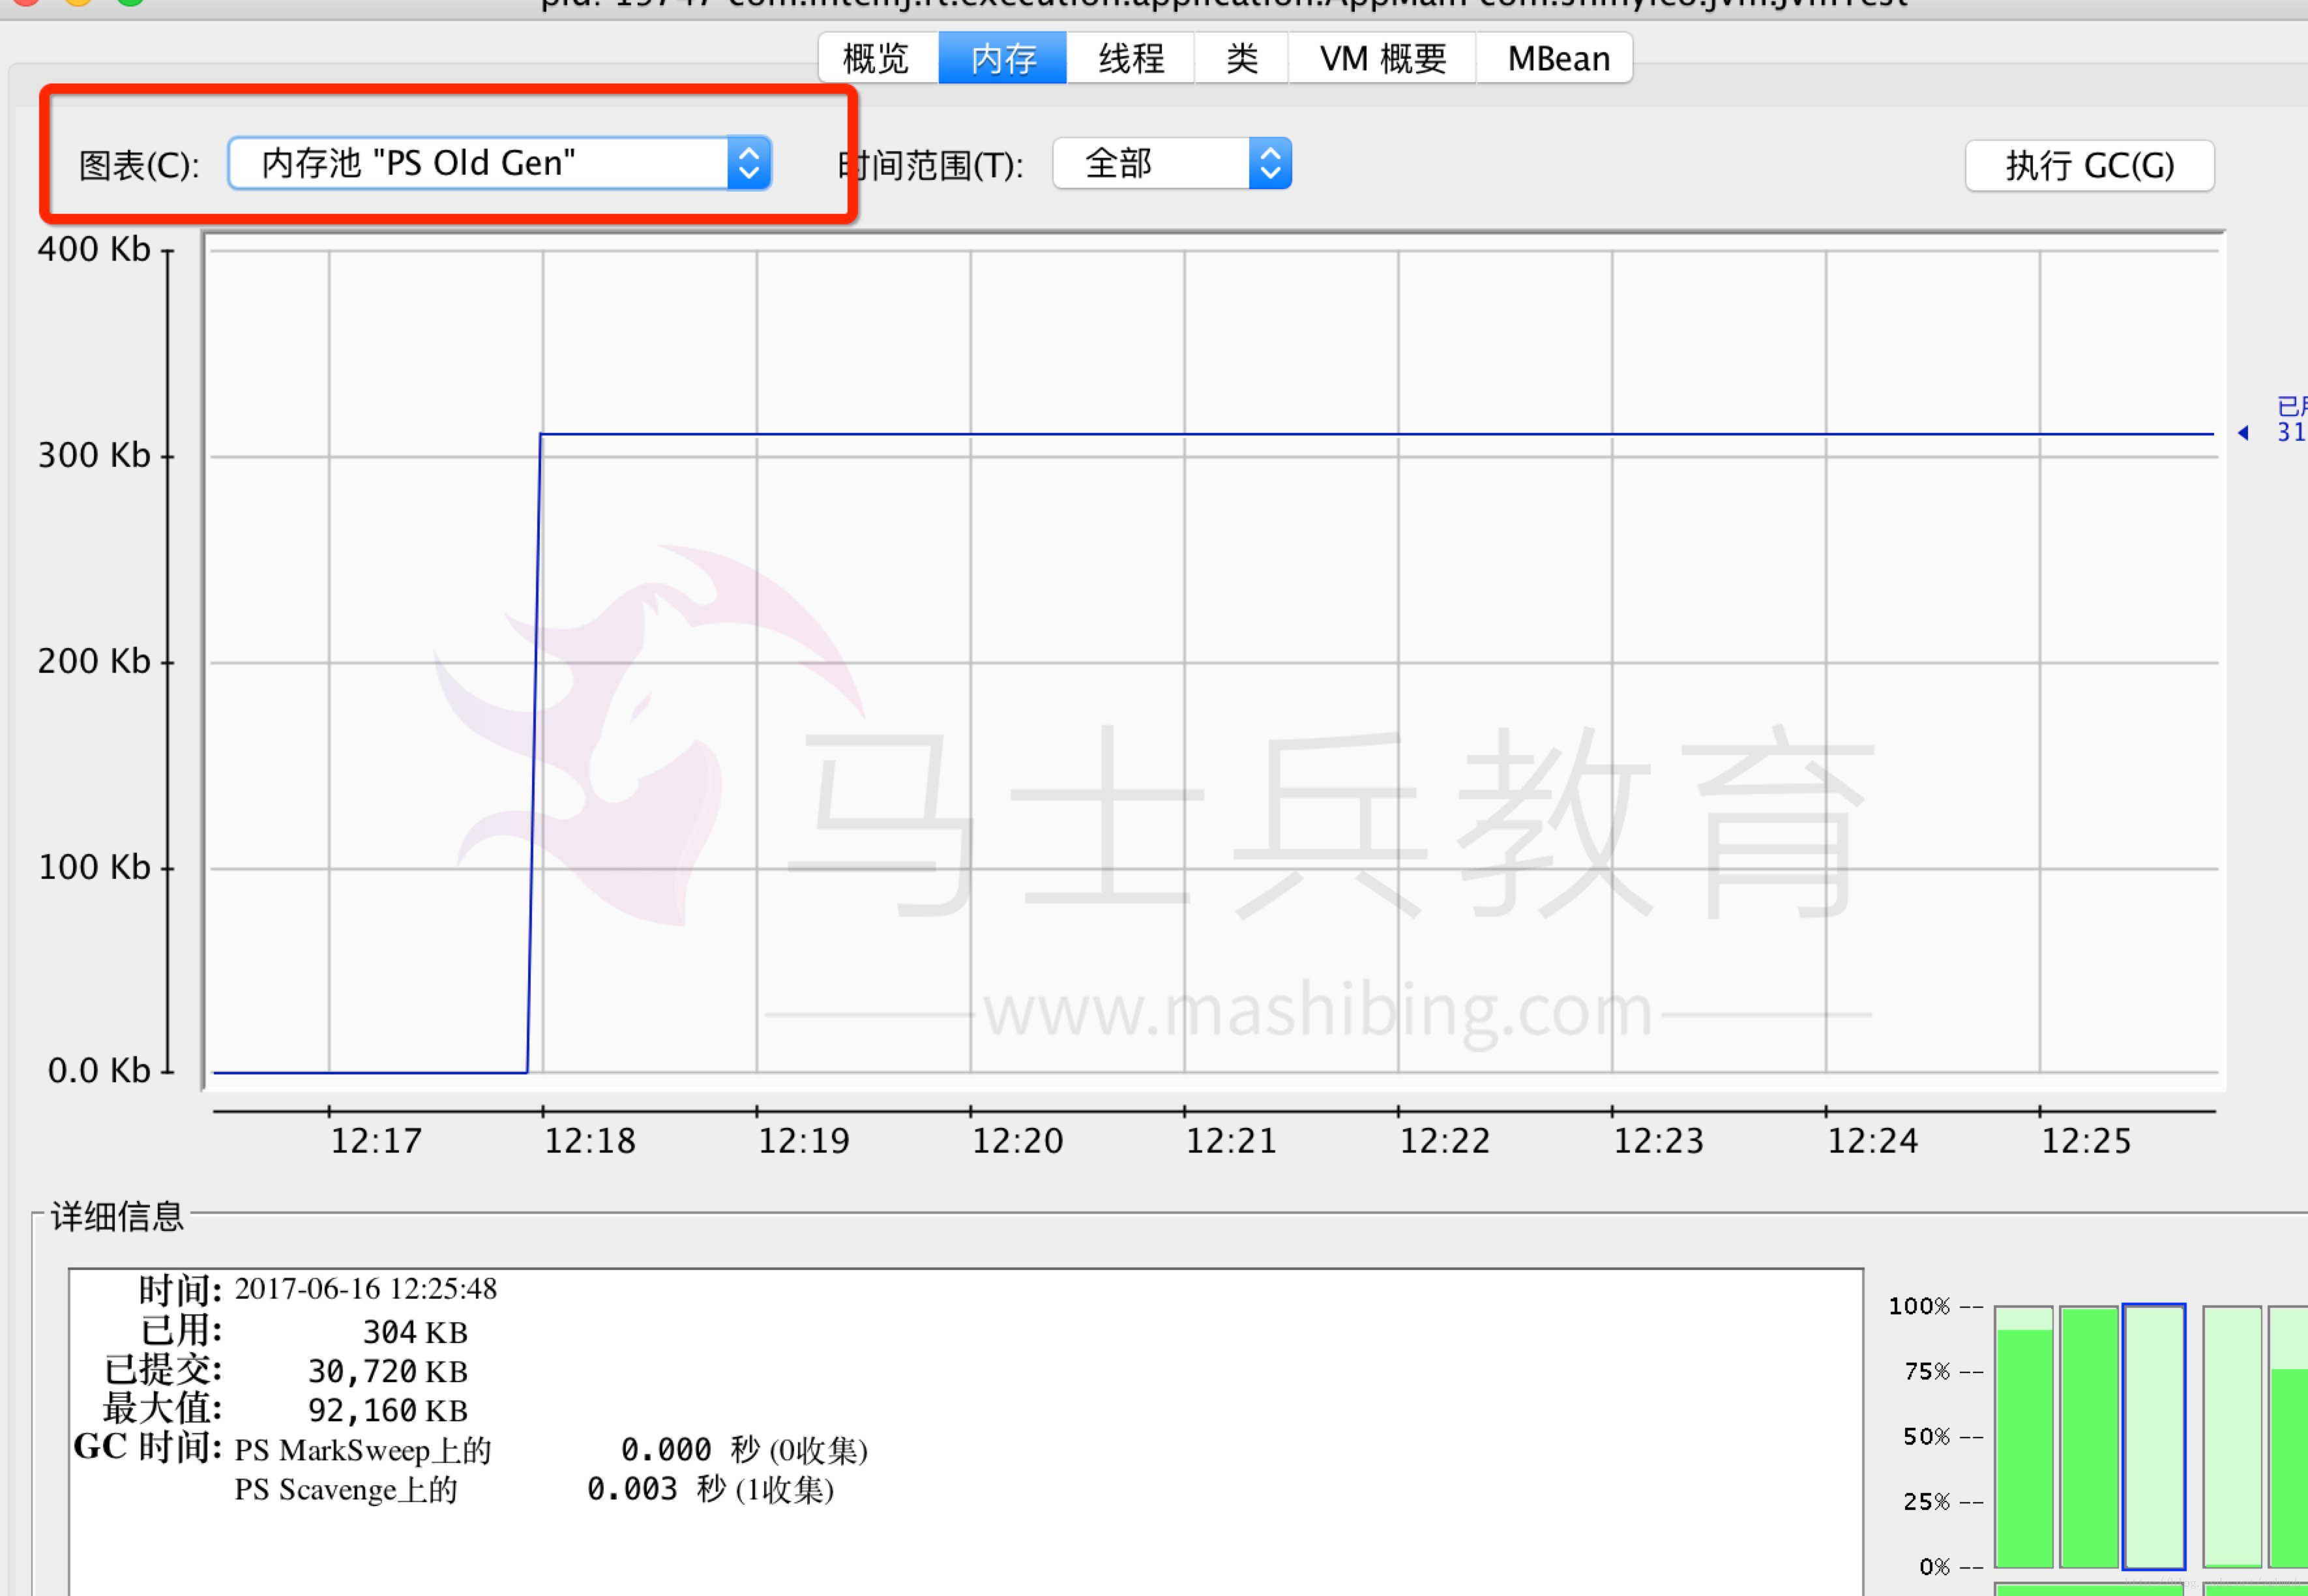 概览 内存 线程 类 VM 概要 MBean
图表(C): 内存池 "PS Old Gen" 时间范围(T): 全部 执行 GC(G)
400 Kb
300 Kb
200 Kb
100 Kb
0.0 Kb
31
马士兵教育
www.mashibing.com
12:17 12:18 12:19 12:20 12:21 12:22 12:23 12:24 12:25
详细信息
时间: 2017-06-16 12:25:48
已用: 304 KB
已提交: 30,720 KB
最大值: 92,160 KB
GC 时间: PS MarkSweep上的 0.000 秒 (0收集)
PS Scavenge上的 0.003 秒 (1收集)
100% --
75% --
50% --
25% --
0% --